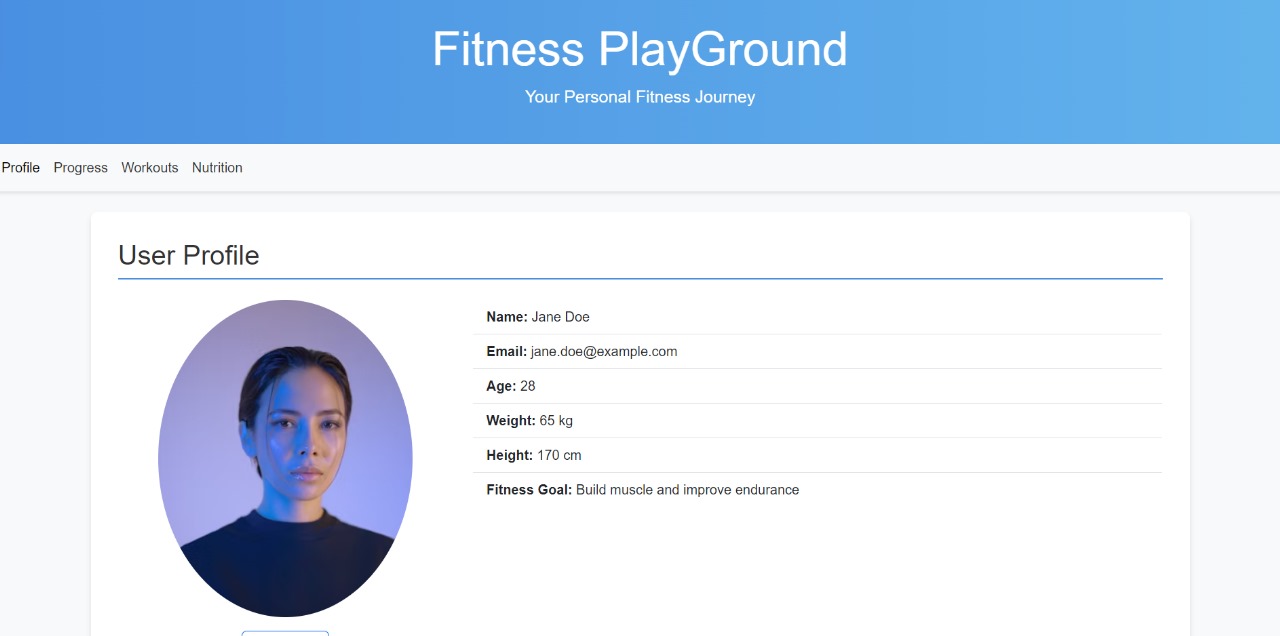 Fitness PlayGround
Your Personal Fitness Journey
Profile Progress Workouts Nutrition
User Profile
Name: Jane Doe
Email: jane.doe@example.com
Age: 28
Weight: 65 kg
Height: 170 cm
Fitness Goal: Build muscle and improve endurance